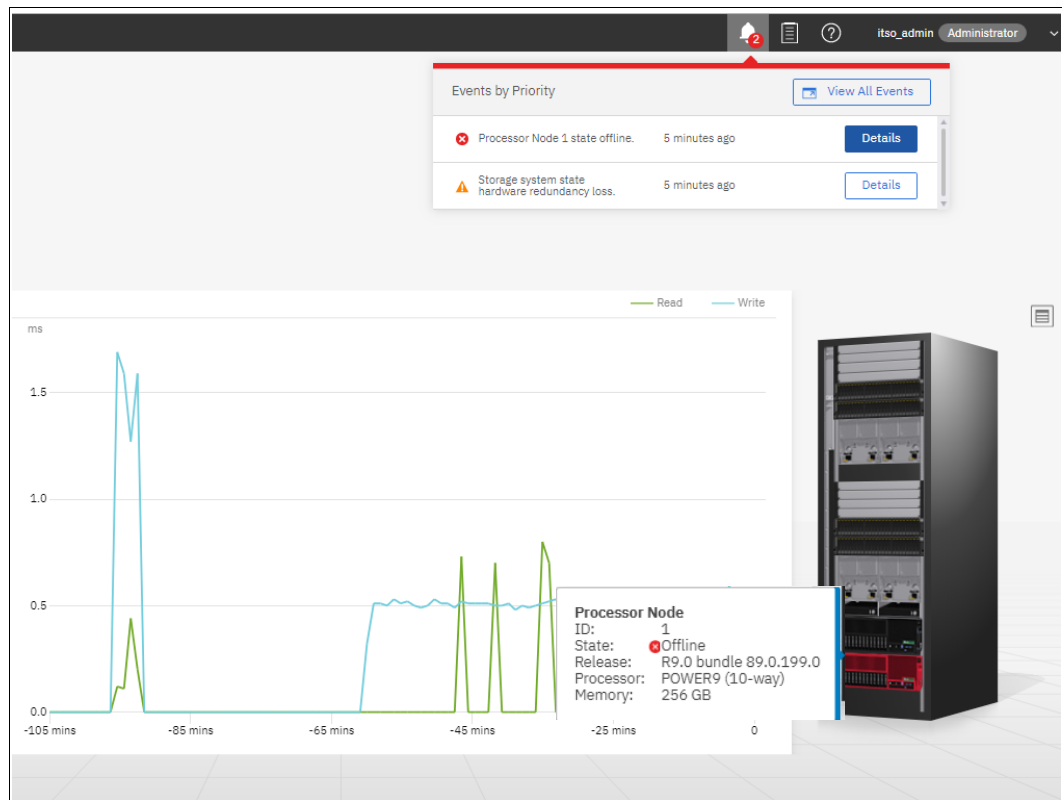 2
itso_admin Administrator
Events by Priority
View All Events
Processor Node 1 state offline.
5 minutes ago
Details
Storage system state
hardware redundancy loss.
5 minutes ago
Details
Read
Write
ms
1.5
1.0
0.5
0.0
-105 mins
-85 mins
-65 mins
-45 mins
-25 mins
0
Processor Node
ID: 1
State: Offline
Release: R9.0 bundle 89.0.199.0
Processor: POWER9 (10-way)
Memory: 256 GB